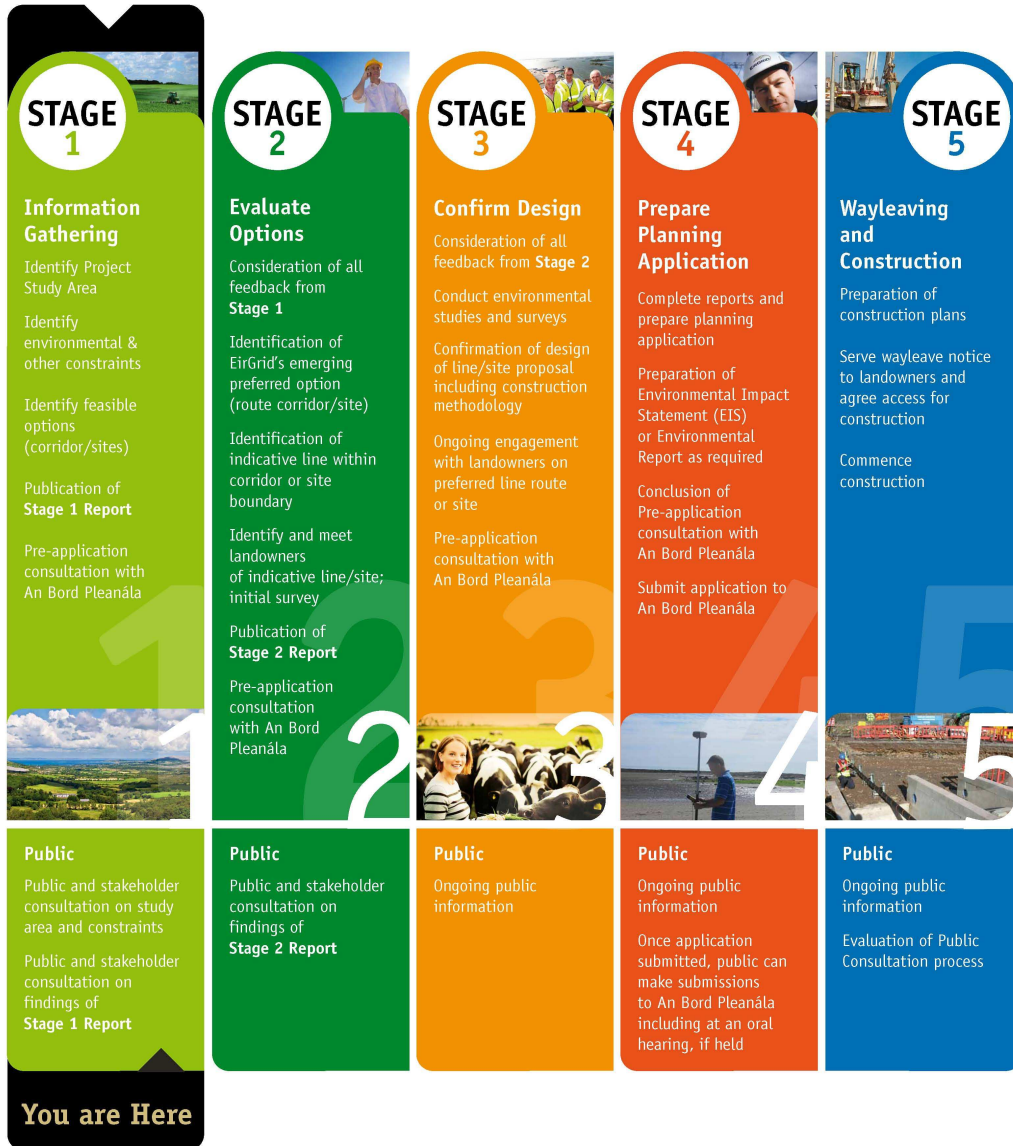 STAGE
1
Information
Gathering
Identify Project
Study Area
Identify
environmental &
other constraints
Identify feasible
options
(corridor/sites)
Publication of
Stage 1 Report
Pre-application
consultation with
An Bord Pleanála
1
1
Public
Public and stakeholder
consultation on study
area and constraints
Public and stakeholder
consultation on
findings of
Stage 1 Report
You are Here
STAGE
2
Evaluate
Options
Consideration of all
feedback from
Stage 1
Identification of
EirGrid's emerging
preferred option
(route corridor/site)
Identification of
indicative line within
corridor or site
boundary
Identify and meet
landowners
of indicative line/site;
initial survey
Publication of
Stage 2 Report
Pre-application
consultation
with An Bord
Pleanála
2
2
Public
Public and stakeholder
consultation on
findings of
Stage 2 Report
STAGE
3
Confirm Design
Consideration of all
feedback from Stage 2
Conduct environmental
studies and surveys
Confirmation of design
of line/site proposal
including construction
methodology
Ongoing engagement
with landowners on
preferred line route
or site
Pre-application
consultation with
An Bord Pleanála
3
3
Public
Ongoing public
information
STAGE
4
Prepare
Planning
Application
Complete reports and
prepare planning
application
Preparation of
Environmental Impact
Statement (EIS)
or Environmental
Report as required
Conclusion of
Pre-application
consultation with
An Bord Pleanála
Submit application to
An Bord Pleanála
4
4
Public
Ongoing public
information
Once application
submitted, public can
make submissions
to An Bord Pleanála
including at an oral
hearing, if held
STAGE
5
Wayleaving
and
Construction
Preparation of
construction plans
Serve wayleave notice
to landowners and
agree access for
construction
Commence
construction
5
5
Public
Ongoing public
information
Evaluation of Public
Consultation process